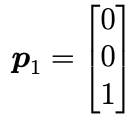 p₁ = [0
0
1]